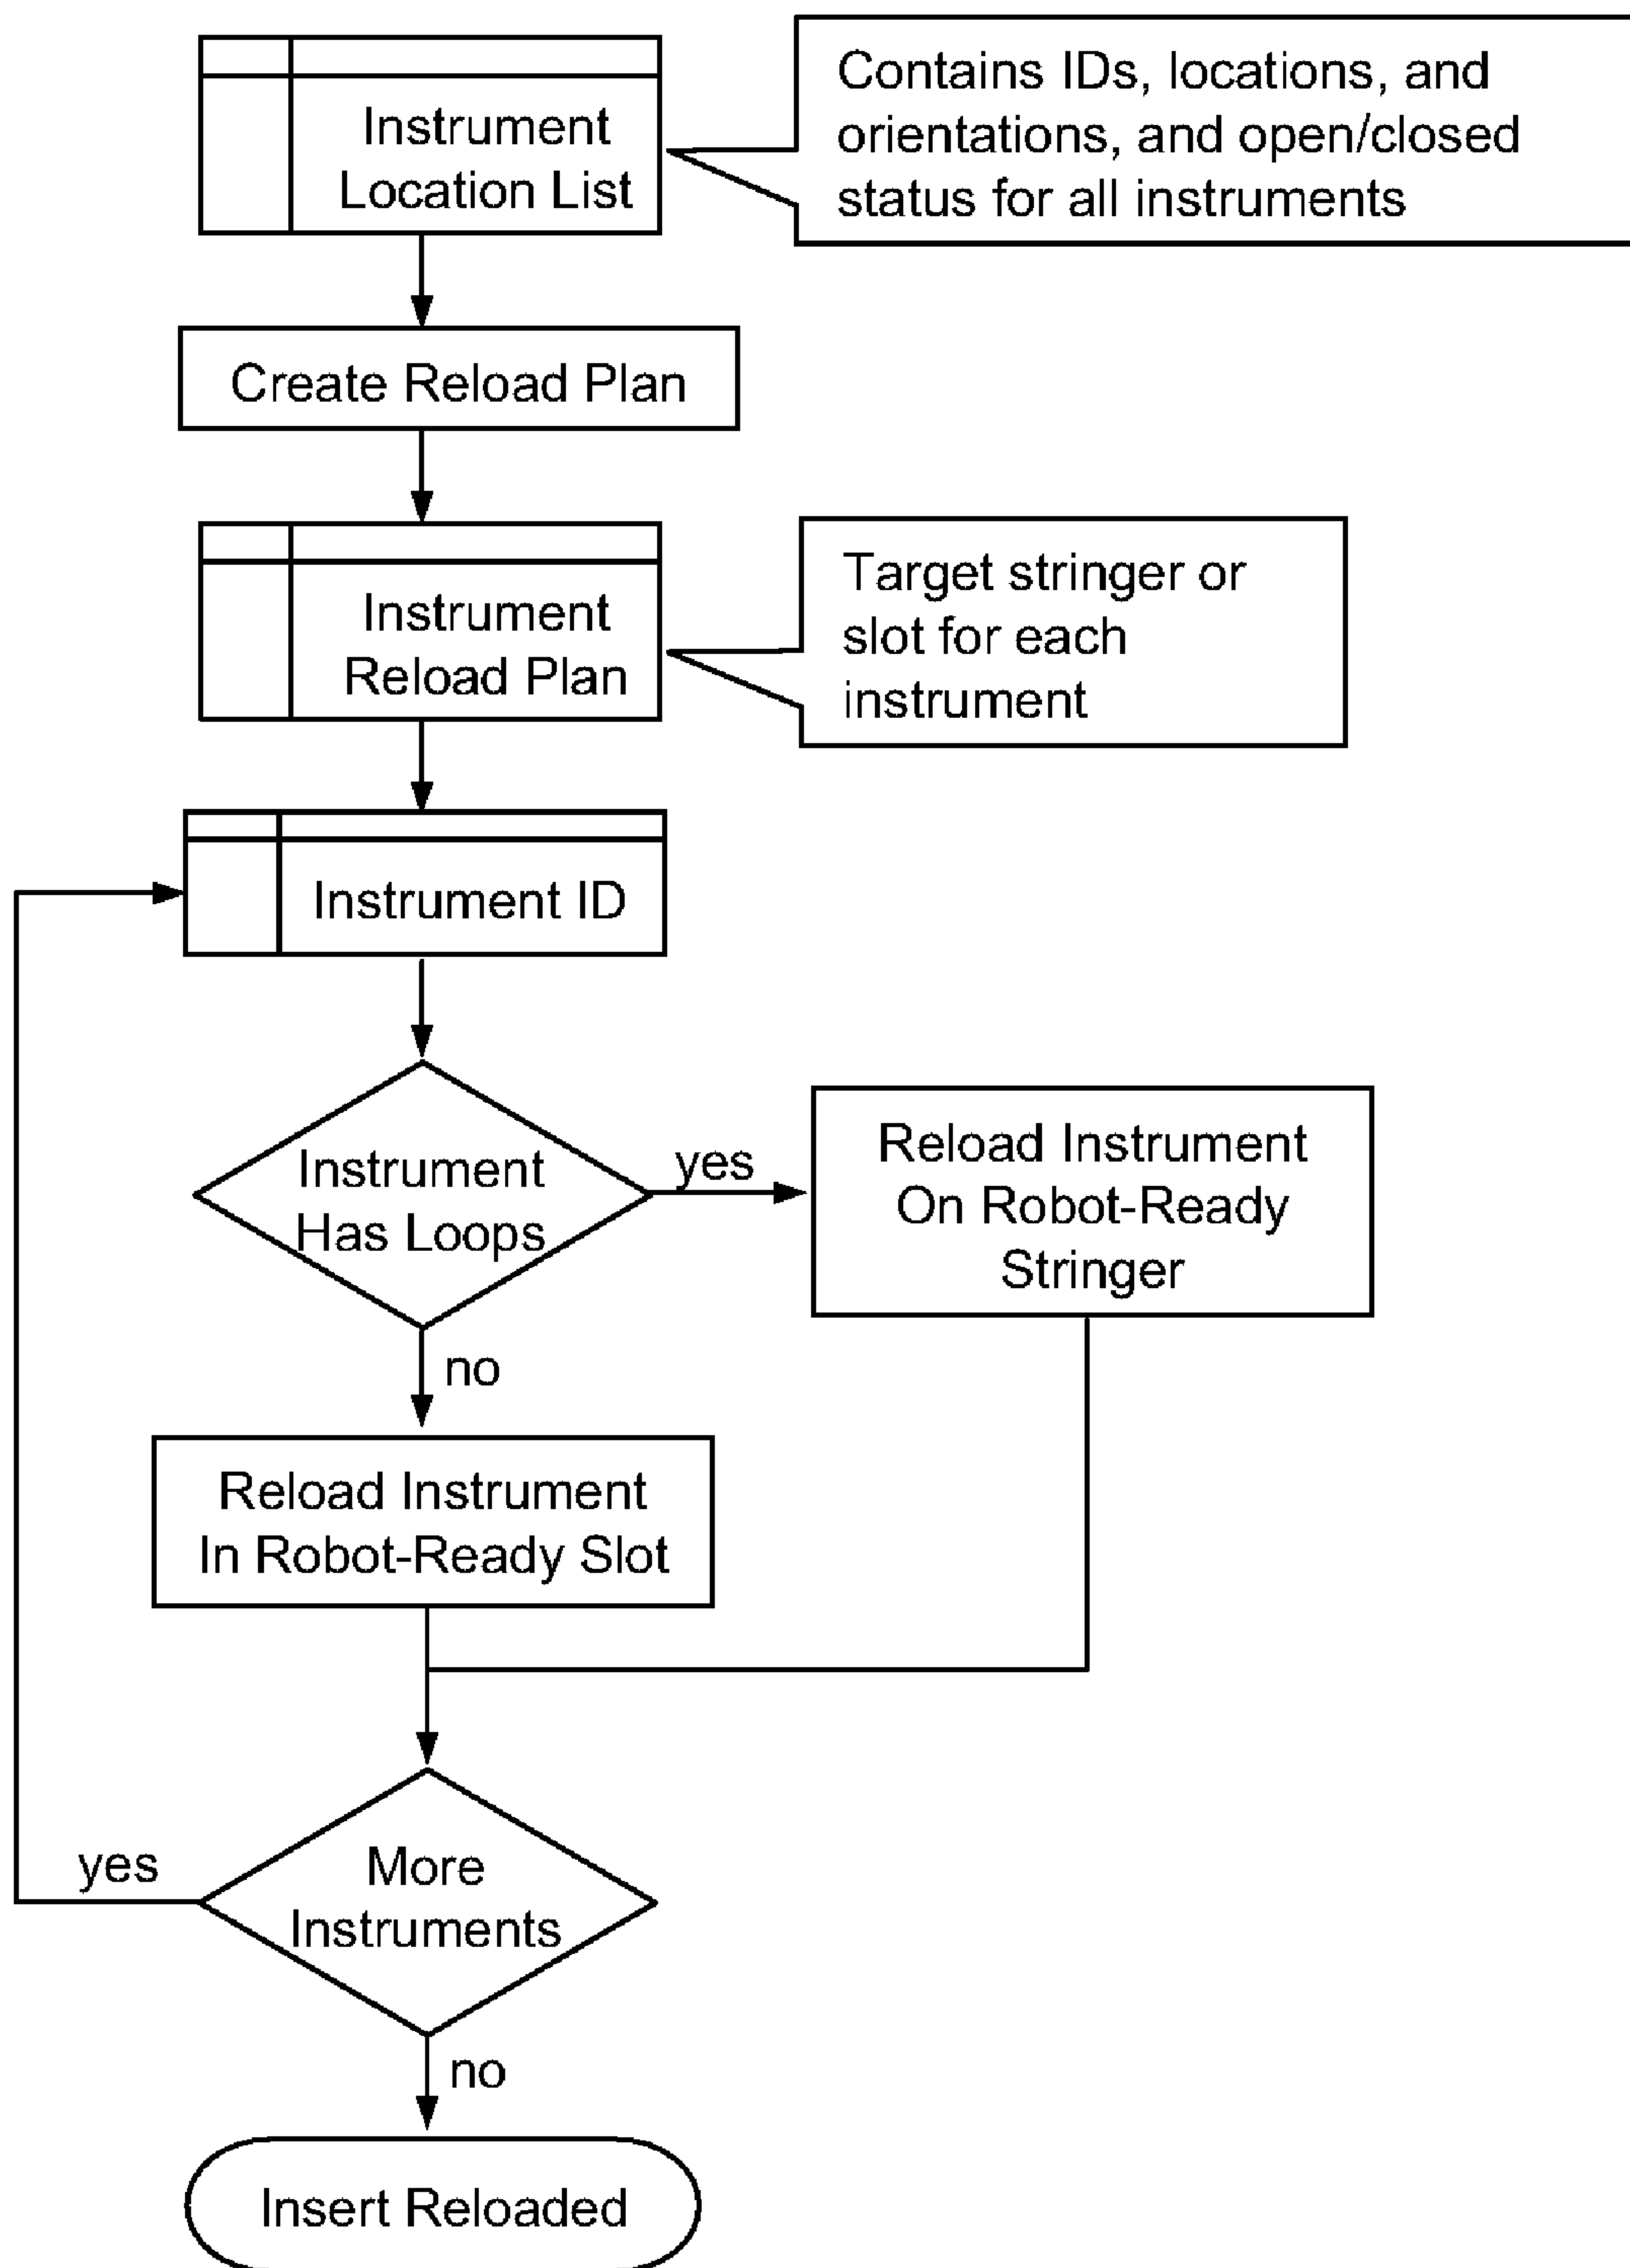 Instrument
Location List
Contains IDs, locations, and
orientations, and open/closed
status for all instruments
Create Reload Plan
Instrument
Reload Plan
Target stringer or
slot for each
instrument
Instrument ID
Instrument
Has Loops
yes
Reload Instrument
On Robot-Ready
Stringer
no
Reload Instrument
In Robot-Ready Slot
More
Instruments
yes
no
Insert Reloaded